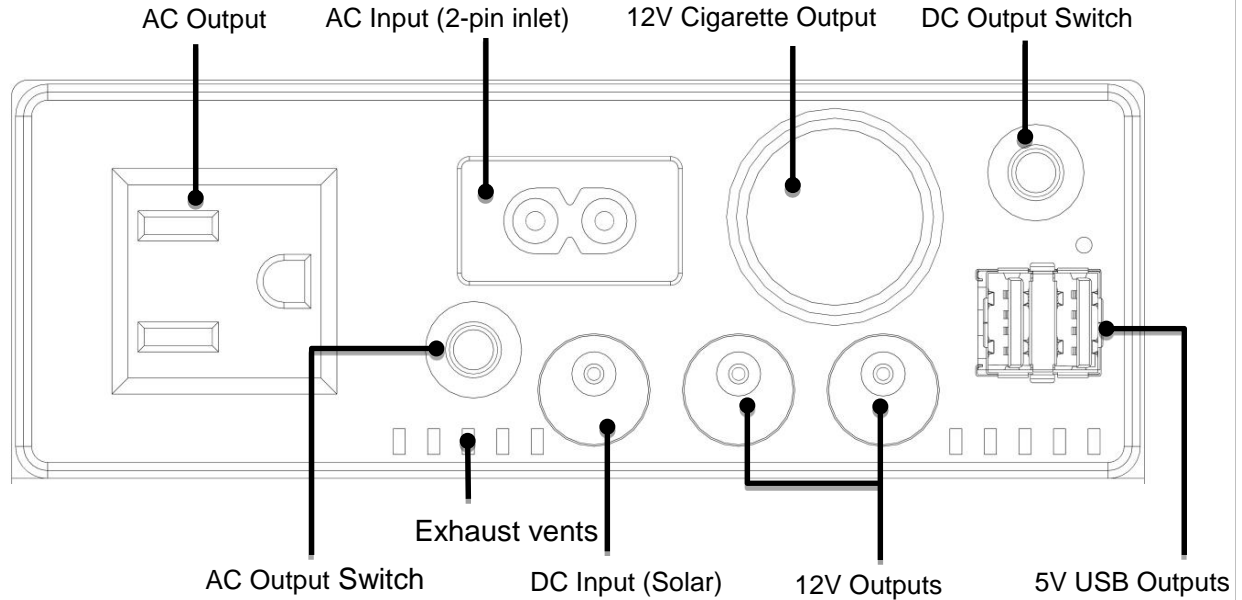 AC Output
AC Input (2-pin inlet)
12V Cigarette Output
DC Output Switch
Exhaust vents
AC Output Switch
DC Input (Solar)
12V Outputs
5V USB Outputs